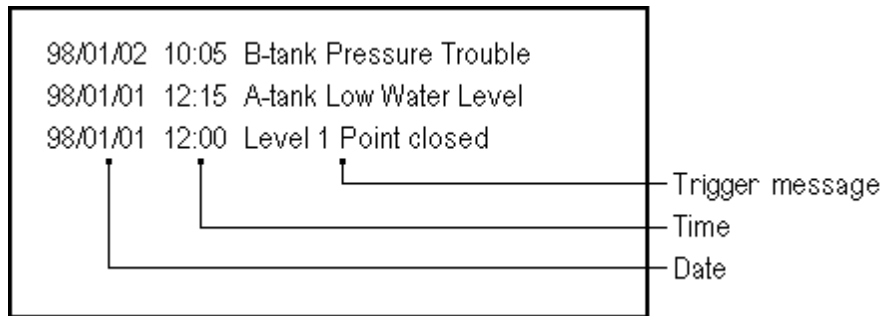 98/01/02 10:05 B-tank Pressure Trouble
98/01/01 12:15 A-tank Low Water Level
98/01/01 12:00 Level 1 Point closed
Trigger message
Time
Date